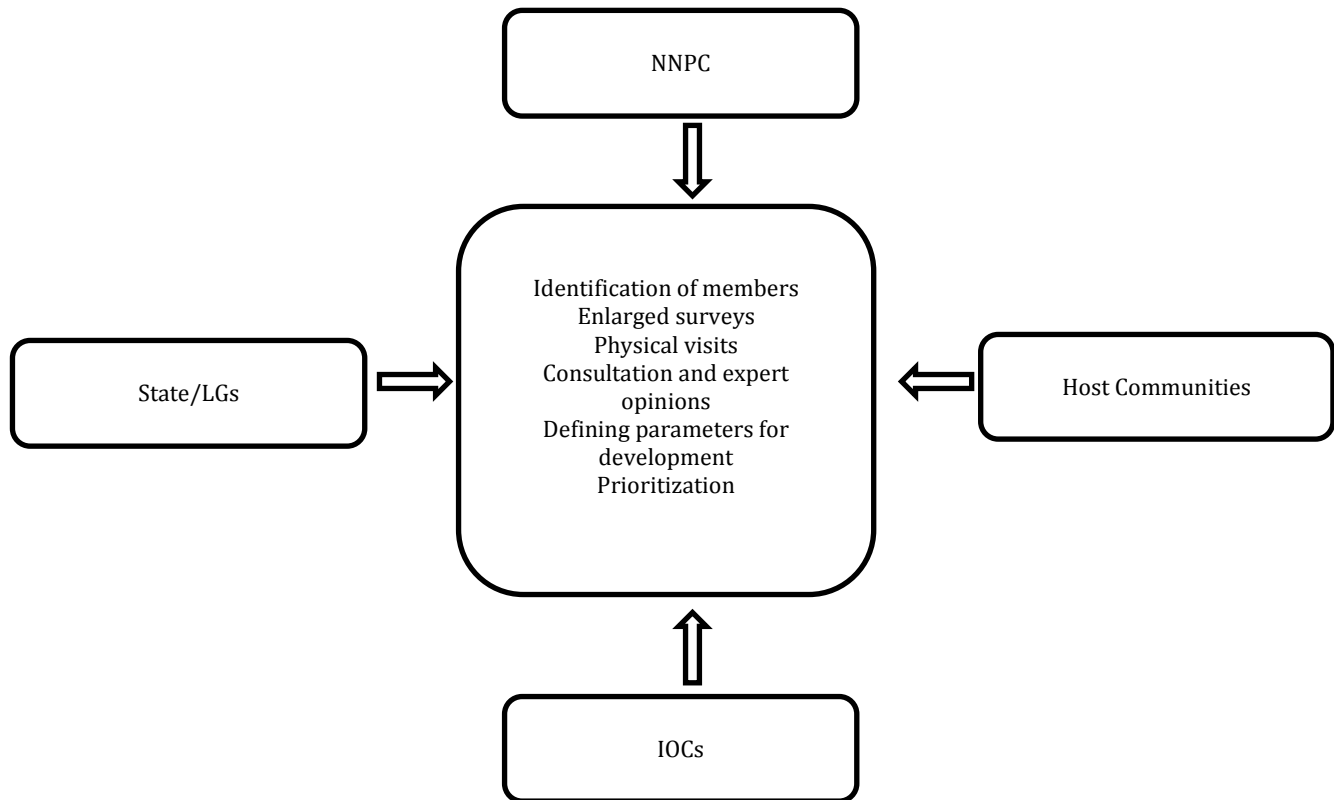 NNPC
Identification of members
Enlarged surveys
Physical visits
Consultation and expert
opinions
Defining parameters for
development
Prioritization
State/LGs
Host Communities
IOCs